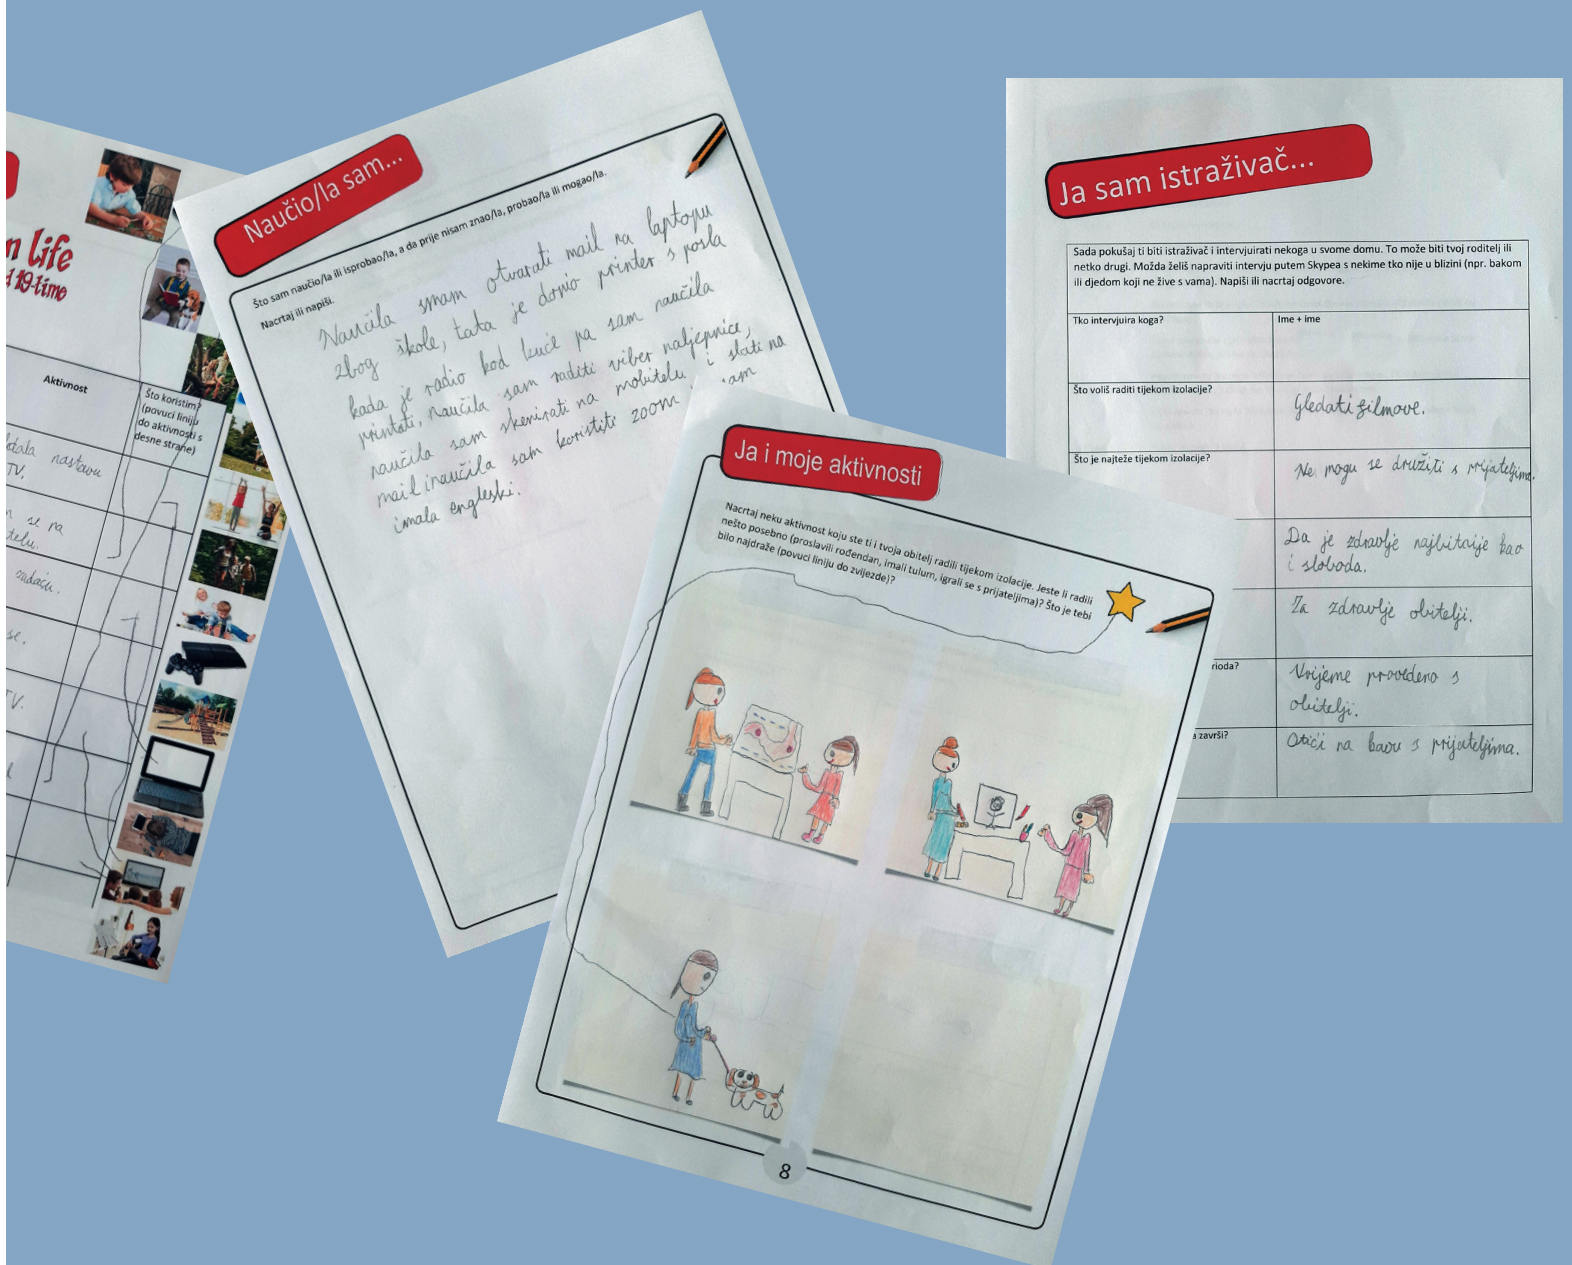 n life
d 19-time
Aktivnost
Što koristim?
(povuci liniju
do aktivnosti s
desne strane)
nastavu
TV.
se na
zadaću.
se.
TV.
Naučio/la sam...
Što sam naučio/la ili isprobao/la, a da prije nisam znao/la, probao/la ili mogao/la.
Nacrtaj ili napiši.
Naučila smam otvarati mail na laptopu
zbog škole, tata je donio printer s posla
kada je radio kod kuće pa sam naučila
printati, naučila sam raditi viber naljepnice,
naučila sam skenirati na mobitelu i slati na
mail i naučila sam koristiti zoom sam
imala engleski.
Ja i moje aktivnosti
Nacrtaj neku aktivnost koju ste ti i tvoja obitelj radili tijekom izolacije. Jeste li radili
nešto posebno (proslavili rođendan, imali tulum, igrali se s prijateljima)? Što je tebi
bilo najdraže (povuci liniju do zvijezde)?
8
Ja sam istraživač...
Sada pokušaj ti biti istraživač i intervjuirati nekoga u svome domu. To može biti tvoj roditelj ili
netko drugi. Možda želiš napraviti intervju putem Skypea s nekime tko nije u blizini (npr. bakom
ili djedom koji ne žive s vama). Napiši ili nacrtaj odgovore.
Tko intervjuira koga?
Ime + ime
Što voliš raditi tijekom izolacije?
Gledati filmove.
Što je najteže tijekom izolacije?
Ne mogu se družiti s prijateljima.
Da je zdravlje najbitnije kao
i sloboda.
Za zdravlje obitelji.
rioda?
Vrijeme provedeno s
obitelji.
a završi?
Otići na kavu s prijateljima.